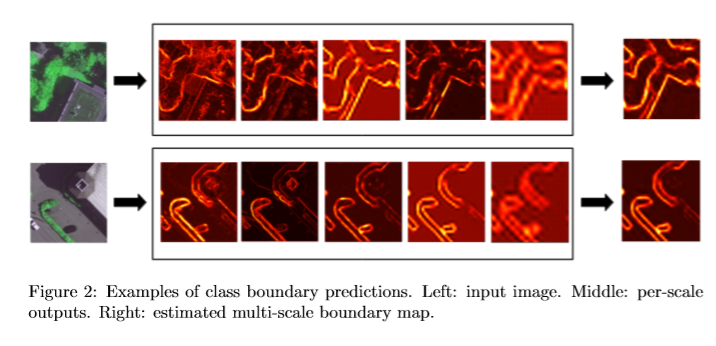 Figure 2: Examples of class boundary predictions. Left: input image. Middle: per-scale
outputs. Right: estimated multi-scale boundary map.